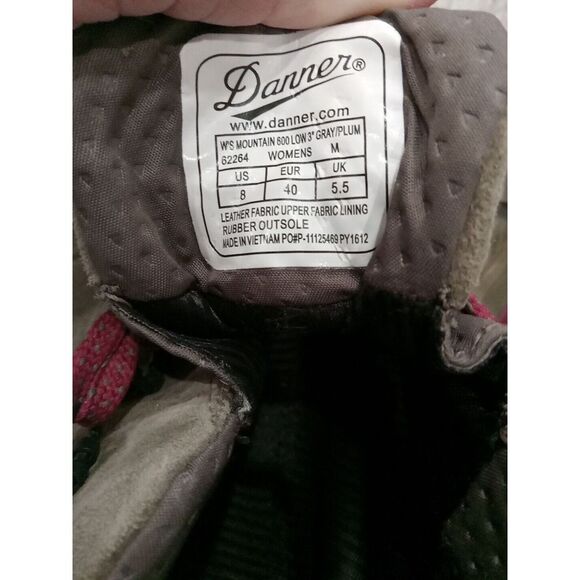 Danner®
www.danner.com
W'S MOUNTAIN 600 LOW 3" GRAY/PLUM
62264 WOMENS M
US EUR UK
8 40 5.5
LEATHER FABRIC UPPER FABRIC LINING
RUBBER OUTSOLE
MADE IN VIETNAM PO#P-11125469 PY1612